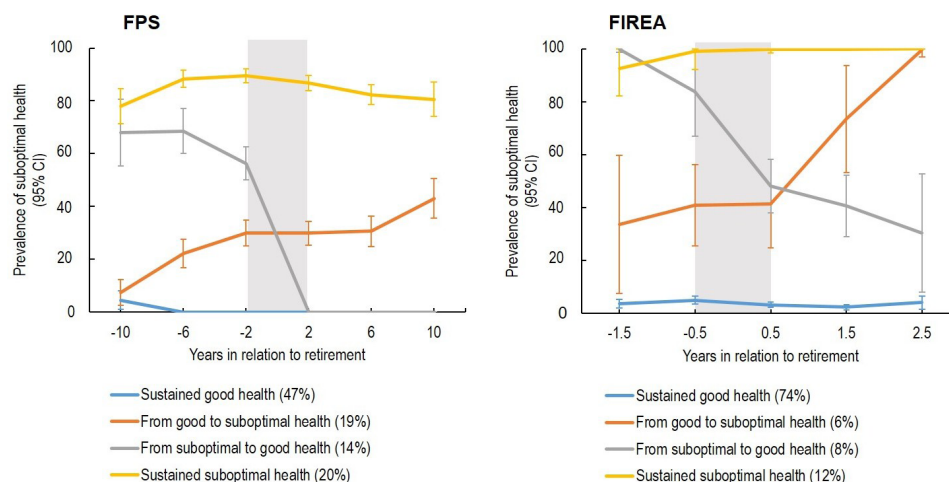 FPS
100
80
60
40
20
0
Prevalence of suboptimal health
(95% CI)
-10
-6
-2
2
6
10
Years in relation to retirement
Sustained good health (47%)
From good to suboptimal health (19%)
From suboptimal to good health (14%)
Sustained suboptimal health (20%)
FIREA
100
80
60
40
20
0
Prevalence of suboptimal health
(95% CI)
-1.5
-0.5
0.5
1.5
2.5
Years in relation to retirement
Sustained good health (74%)
From good to suboptimal health (6%)
From suboptimal to good health (8%)
Sustained suboptimal health (12%)